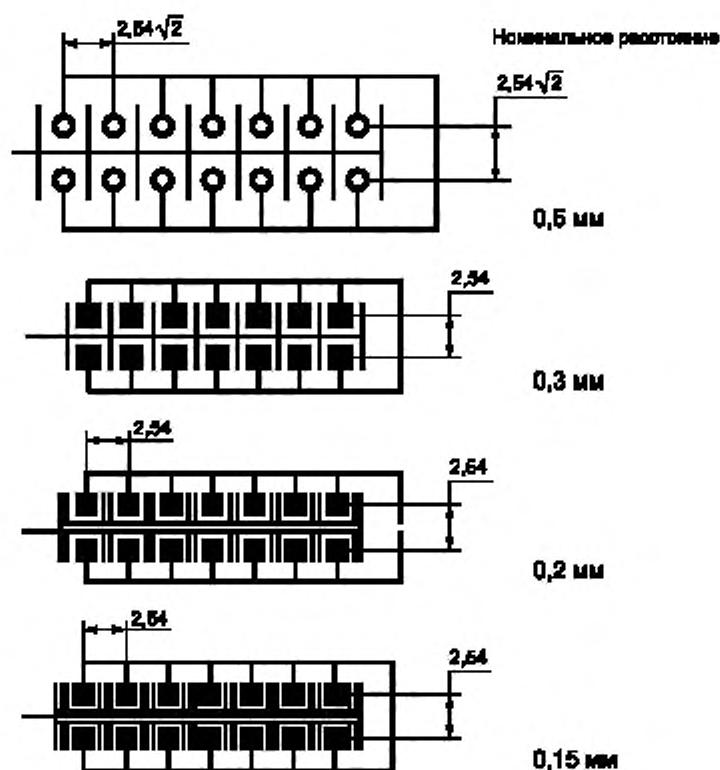 2,54√2
Номинальное расстояние
2,54√2
0,5 мм
2,54
0,3 мм
2,54
2,54
0,2 мм
2,54
2,54
0,15 мм